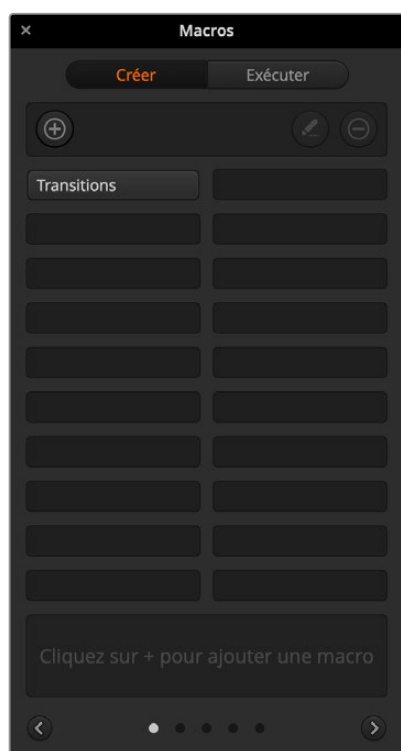 Macros
Créer
Exécuter
Transitions
Cliquez sur + pour ajouter une macro